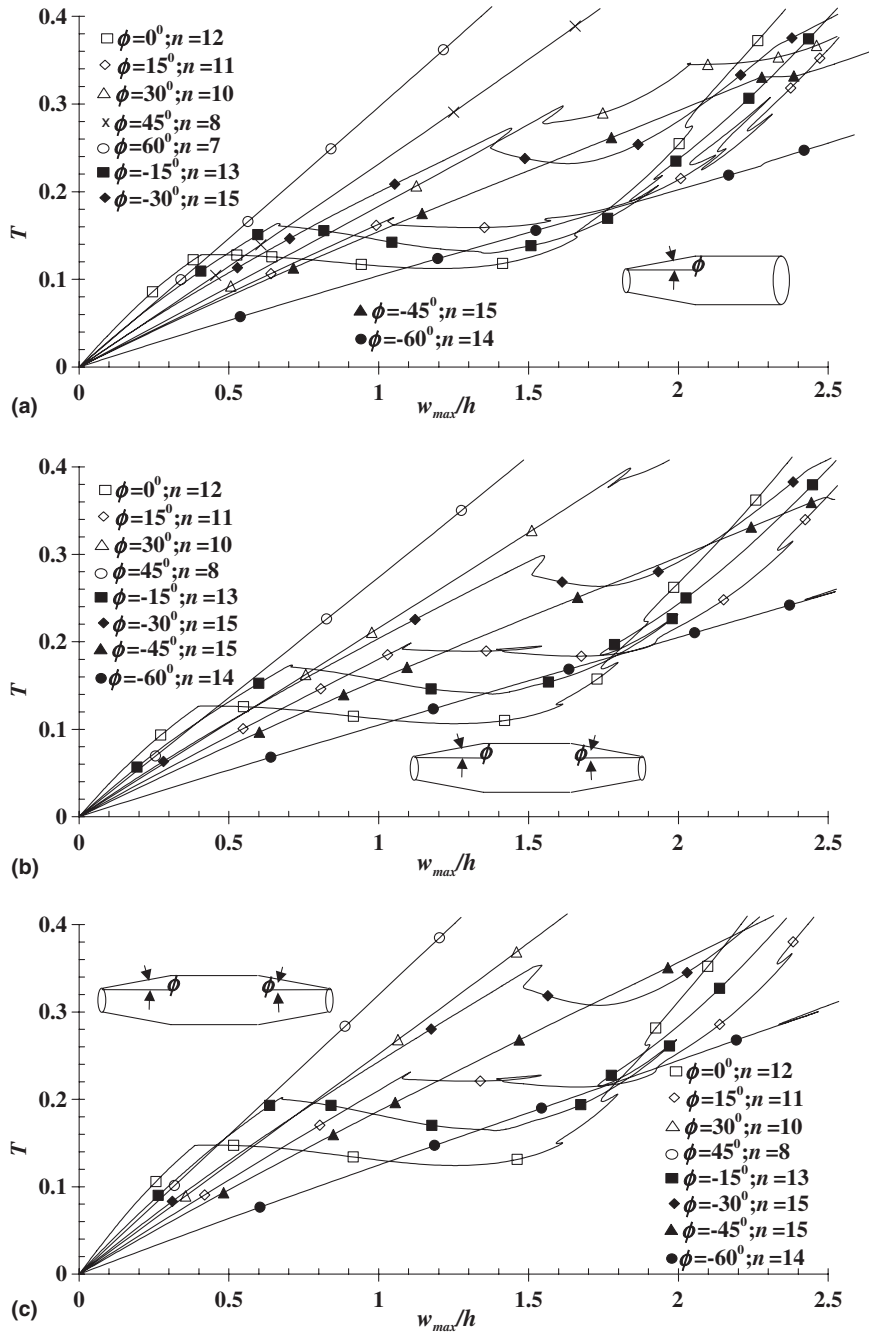 0.4
ϕ=0⁰;n=12
ϕ=15⁰;n=11
ϕ=30⁰;n=10
0.3
ϕ=45⁰;n=8
ϕ=60⁰;n=7
ϕ=-15⁰;n=13
ϕ=-30⁰;n=15
0.2
T
ϕ
0.1
ϕ=-45⁰;n=15
ϕ=-60⁰;n=14
0
0 0.5 1 1.5 2 2.5
(a) w_max/h
0.4
ϕ=0⁰;n=12
ϕ=15⁰;n=11
ϕ=30⁰;n=10
0.3
ϕ=45⁰;n=8
ϕ=-15⁰;n=13
ϕ=-30⁰;n=15
ϕ=-45⁰;n=15
ϕ=-60⁰;n=14
0.2
T
0.1
ϕ ϕ
0
0 0.5 1 1.5 2 2.5
(b) w_max/h
0.4
ϕ ϕ
0.3
0.2
T
ϕ=0⁰;n=12
ϕ=15⁰;n=11
ϕ=30⁰;n=10
ϕ=45⁰;n=8
0.1
ϕ=-15⁰;n=13
ϕ=-30⁰;n=15
ϕ=-45⁰;n=15
ϕ=-60⁰;n=14
0
0 0.5 1 1.5 2 2.5
(c) w_max/h